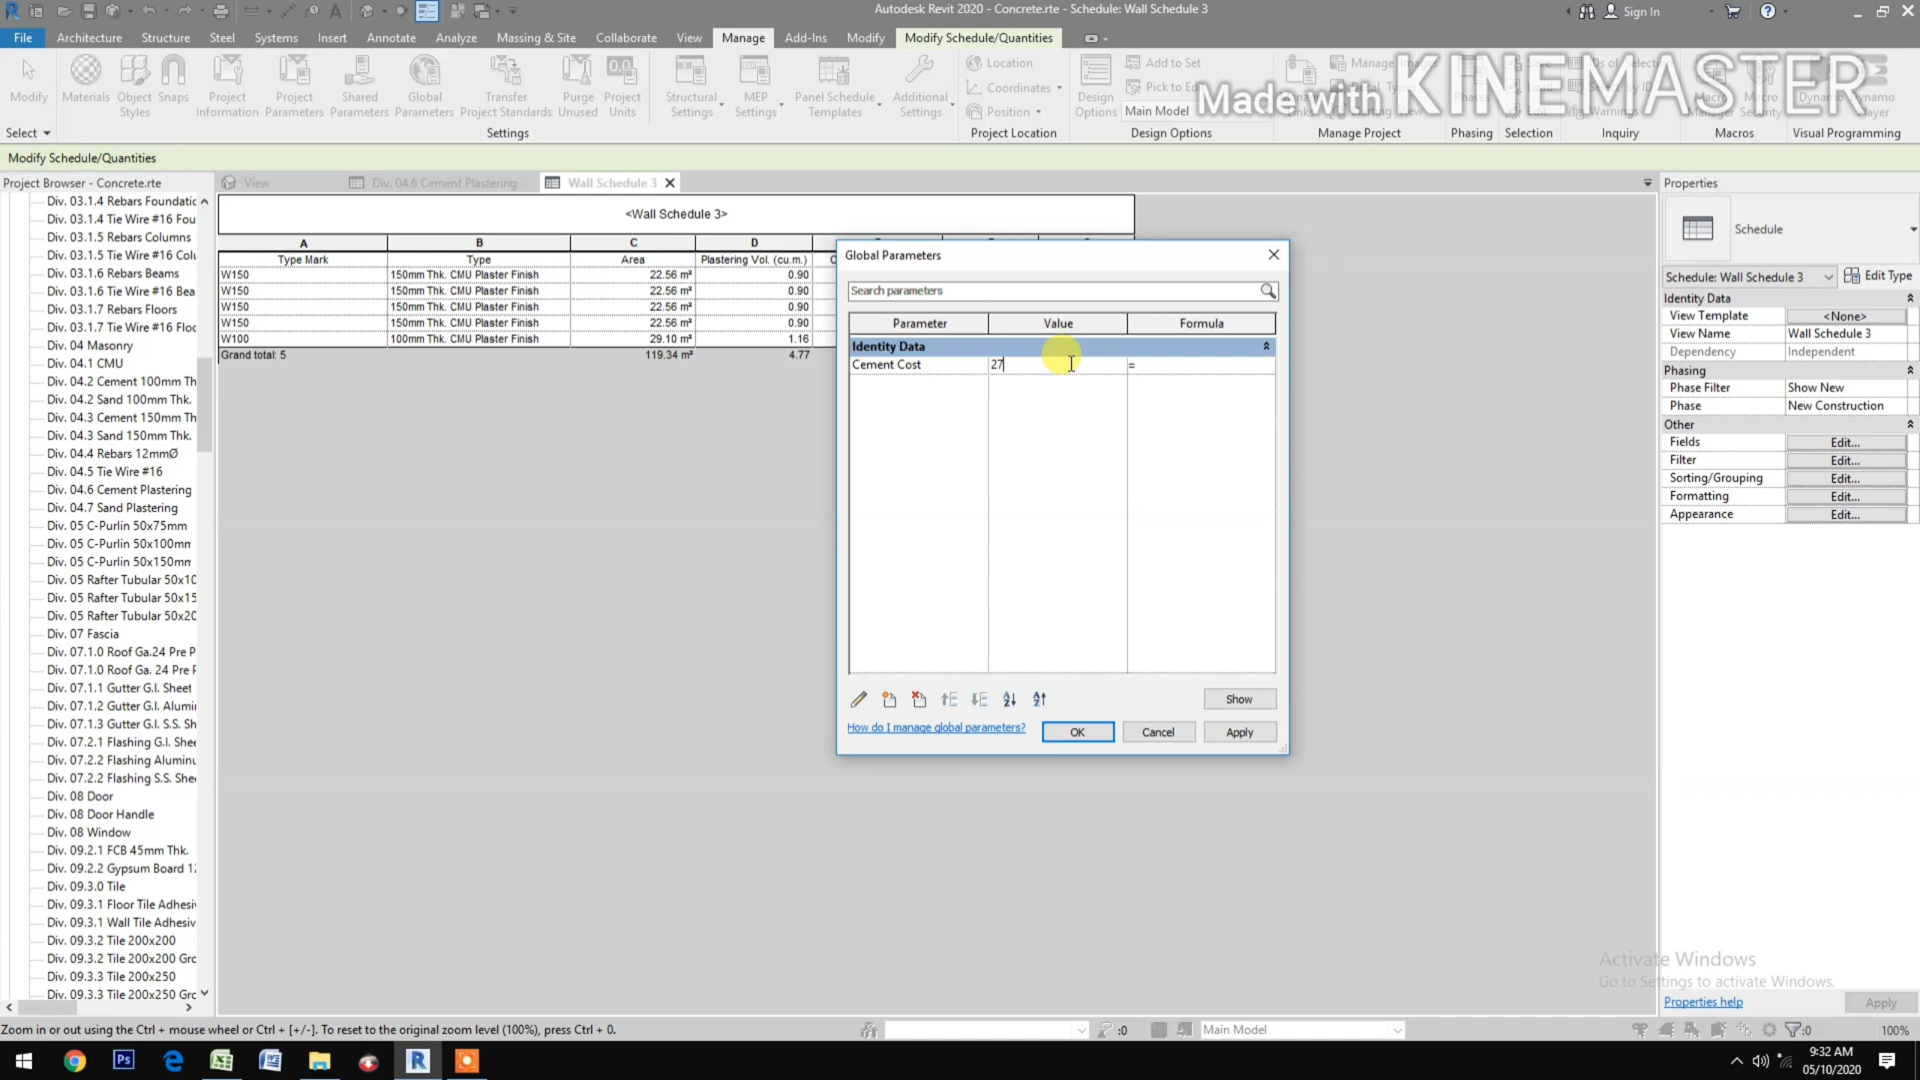 Autodesk Revit 2020 - Concrete.rte - Schedule: Wall Schedule 3
Sign In
File Architecture Structure Steel Systems Insert Annotate Analyze Massing & Site Collaborate View Manage Add-Ins Modify Modify Schedule/Quantities
Modify
Materials
Object Styles
Snaps
Project Information
Project Parameters
Shared Parameters
Global Parameters
Transfer Project Standards
Purge Unused
Project Units
Structural Settings
MEP Settings
Panel Schedule Templates
Additional Settings
Location
Coordinates
Position
Design Options
Add to Set
Main Model
Made with KINEMASTER
Select
Settings
Project Location
Design Options
Manage Project
Phasing
Selection
Inquiry
Macros
Visual Programming
Modify Schedule/Quantities
Project Browser - Concrete.rte
View
Div. 04.6 Cement Plastering
Wall Schedule 3
Properties
Div. 03.1.4 Rebars Foundatic
Div. 03.1.4 Tie Wire #16 Fou
Div. 03.1.5 Rebars Columns
Div. 03.1.5 Tie Wire #16 Colu
Div. 03.1.6 Rebars Beams
Div. 03.1.6 Tie Wire #16 Bea
Div. 03.1.7 Rebars Floors
Div. 03.1.7 Tie Wire #16 Floc
Div. 04 Masonry
Div. 04.1 CMU
Div. 04.2 Cement 100mm Th
Div. 04.2 Sand 100mm Thk.
Div. 04.3 Cement 150mm Th
Div. 04.3 Sand 150mm Thk.
Div. 04.4 Rebars 12mmØ
Div. 04.5 Tie Wire #16
Div. 04.6 Cement Plastering
Div. 04.7 Sand Plastering
Div. 05 C-Purlin 50x75mm
Div. 05 C-Purlin 50x100mm
Div. 05 C-Purlin 50x150mm
Div. 05 Rafter Tubular 50x10
Div. 05 Rafter Tubular 50x15
Div. 05 Rafter Tubular 50x20
Div. 07 Fascia
Div. 07.1.0 Roof Ga.24 Pre P
Div. 07.1.0 Roof Ga. 24 Pre P
Div. 07.1.1 Gutter G.I. Sheet
Div. 07.1.2 Gutter G.I. Alumi
Div. 07.1.3 Gutter G.I. S.S. Sh
Div. 07.2.1 Flashing G.I. Shee
Div. 07.2.2 Flashing Aluminu
Div. 07.2.2 Flashing S.S. She
Div. 08 Door
Div. 08 Door Handle
Div. 08 Window
Div. 09.2.1 FCB 45mm Thk.
Div. 09.2.2 Gypsum Board 1
Div. 09.3.0 Tile
Div. 09.3.1 Floor Tile Adhesi
Div. 09.3.1 Wall Tile Adhesiv
Div. 09.3.2 Tile 200x200
Div. 09.3.2 Tile 200x200 Gro
Div. 09.3.3 Tile 200x250
Div. 09.3.3 Tile 200x250 Grc
<Wall Schedule 3>
A B C D
Type Mark Type Area Plastering Vol. (cu.m.)
W150 150mm Thk. CMU Plaster Finish 22.56 m² 0.90
W150 150mm Thk. CMU Plaster Finish 22.56 m² 0.90
W150 150mm Thk. CMU Plaster Finish 22.56 m² 0.90
W150 150mm Thk. CMU Plaster Finish 22.56 m² 0.90
W100 100mm Thk. CMU Plaster Finish 29.10 m² 1.16
Grand total: 5 119.34 m² 4.77
Global Parameters
Search parameters
Parameter Value Formula
Identity Data
Cement Cost 27 =
Show
How do I manage global parameters?
OK Cancel Apply
Schedule
Schedule: Wall Schedule 3 Edit Type
Identity Data
View Template <None>
View Name Wall Schedule 3
Dependency Independent
Phasing
Phase Filter Show New
Phase New Construction
Other
Fields Edit...
Filter Edit...
Sorting/Grouping Edit...
Formatting Edit...
Appearance Edit...
Activate Windows
Go to Settings to activate Windows.
Properties help Apply
Zoom in or out using the Ctrl + mouse wheel or Ctrl + [+/-]. To reset to the original zoom level (100%), press Ctrl + 0.
:0
Main Model
:0
100%
9:32 AM
05/10/2020